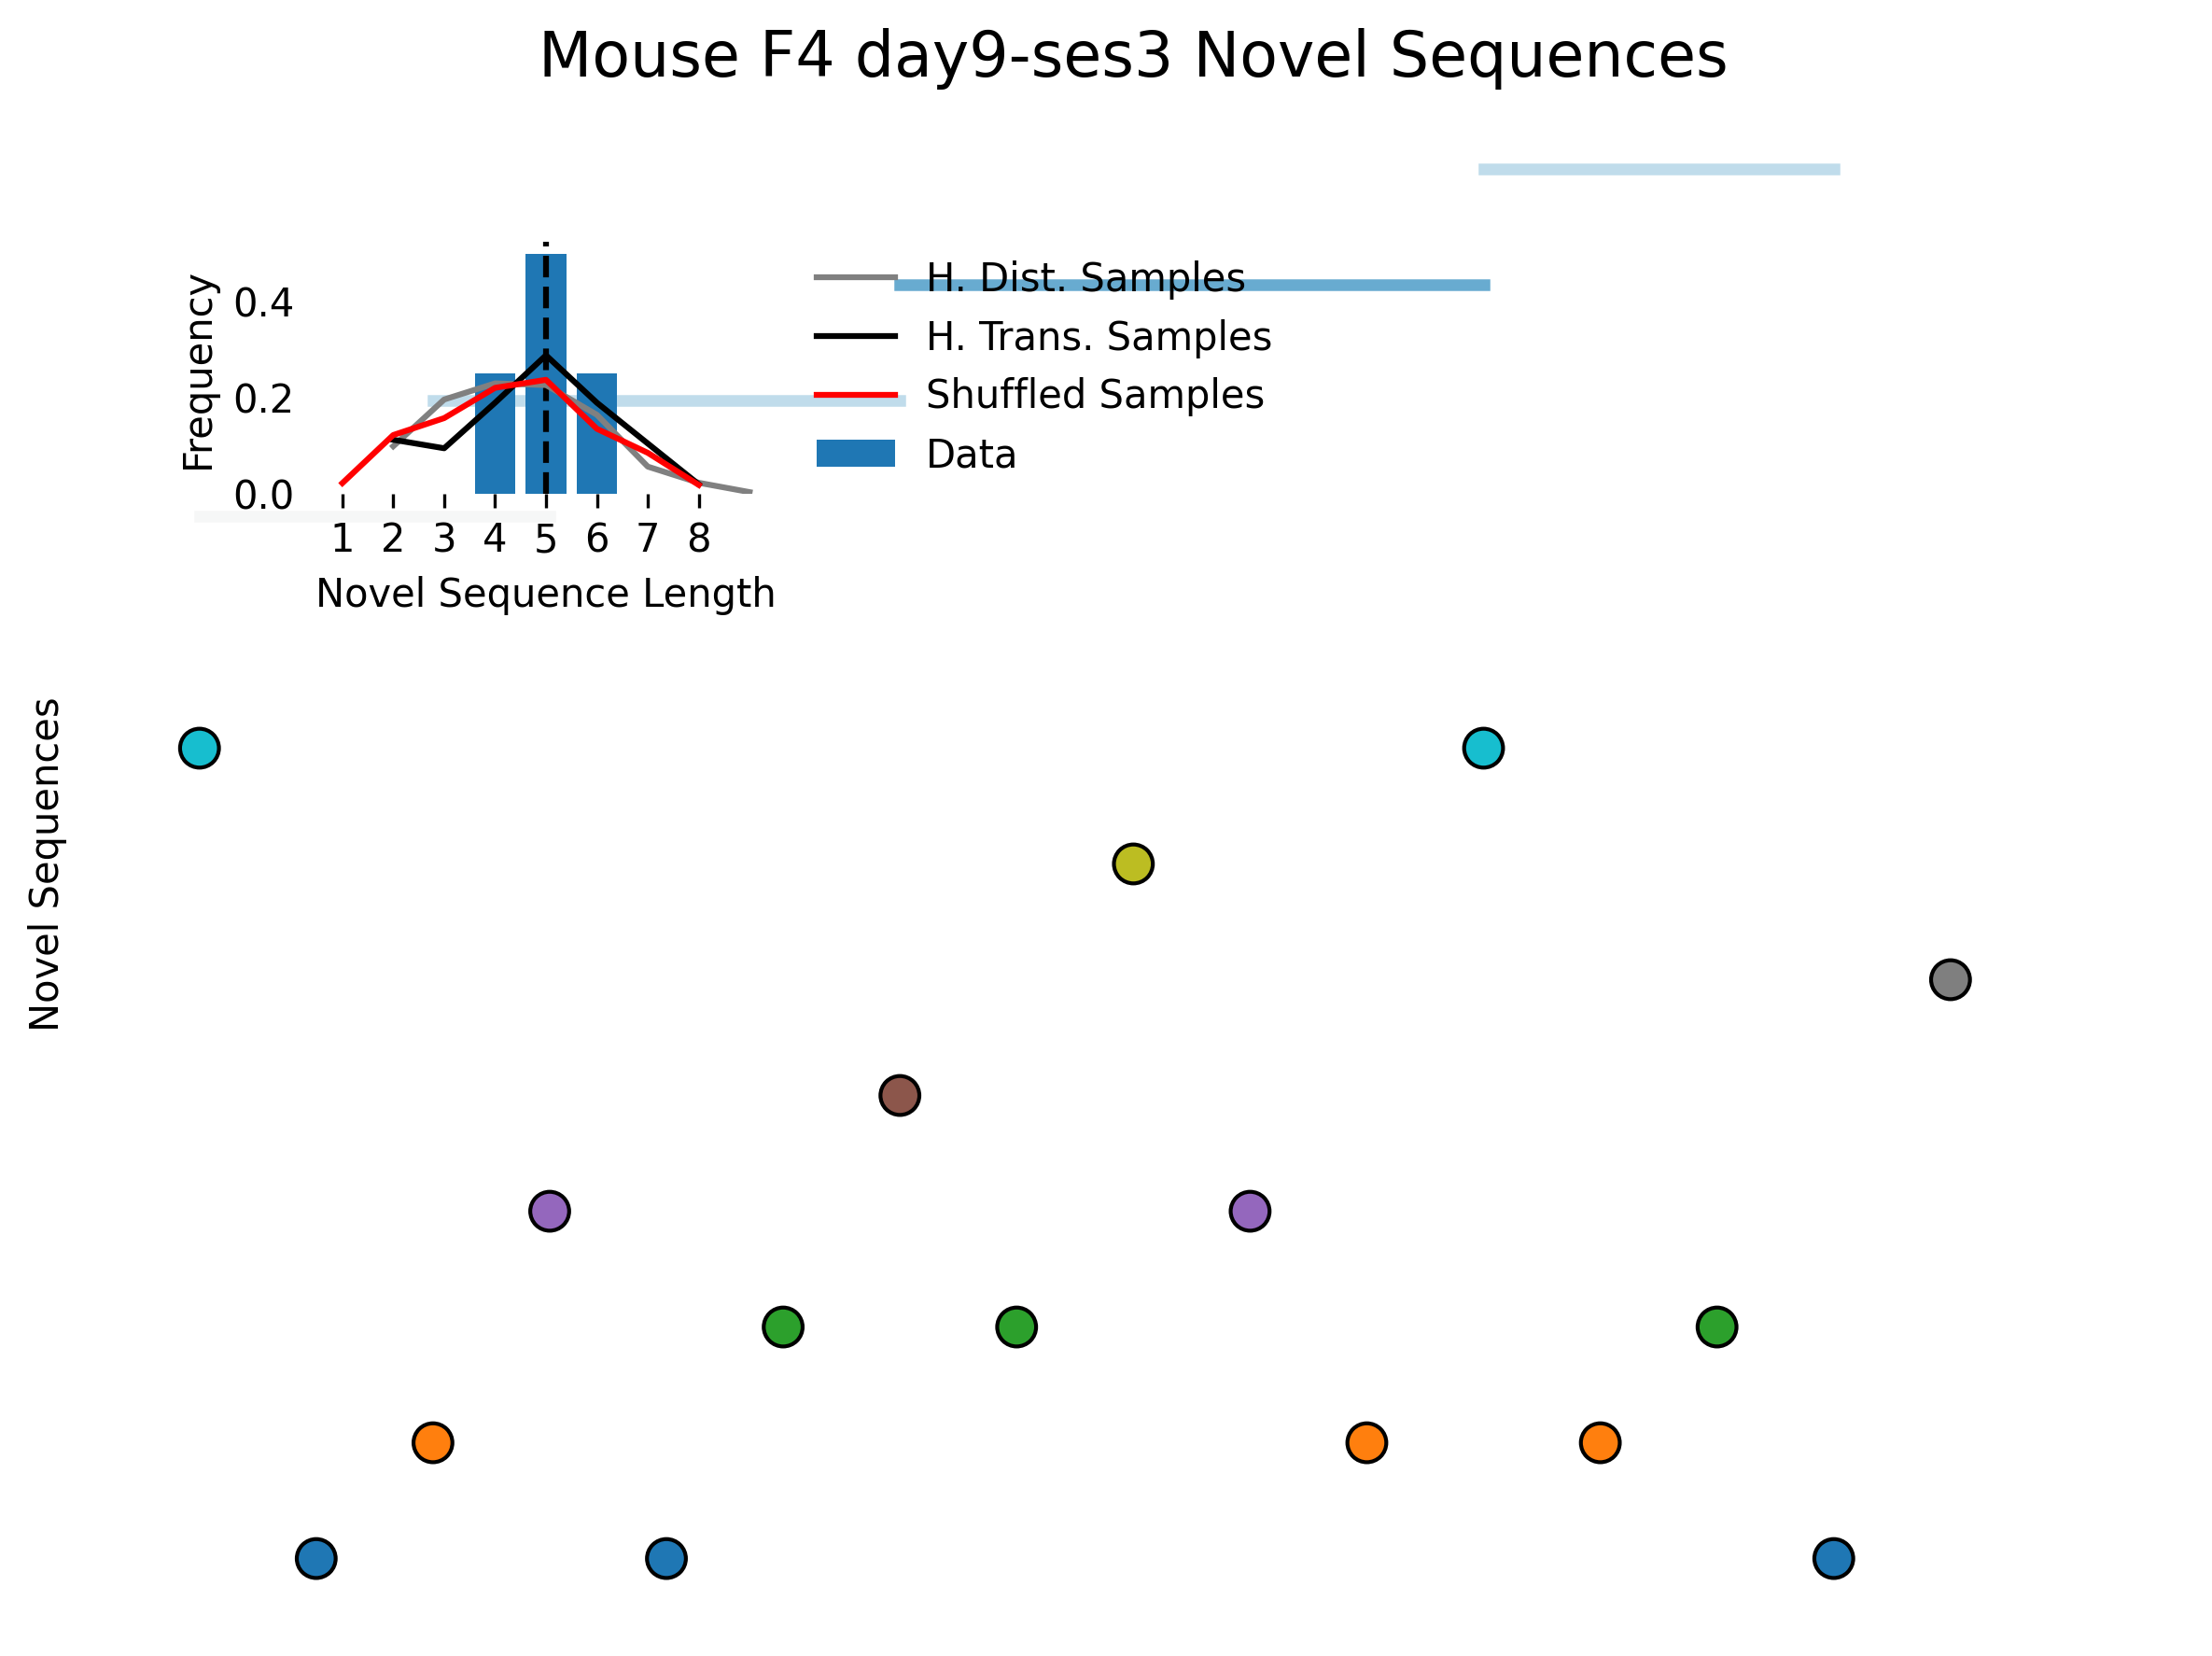 Mouse F4 day9-ses3 Novel Sequences
Frequency
0.4
0.2
0.0
1 2 3 4 5 6 7 8
Novel Sequence Length
H. Dist. Samples
H. Trans. Samples
Shuffled Samples
Data
Novel Sequences